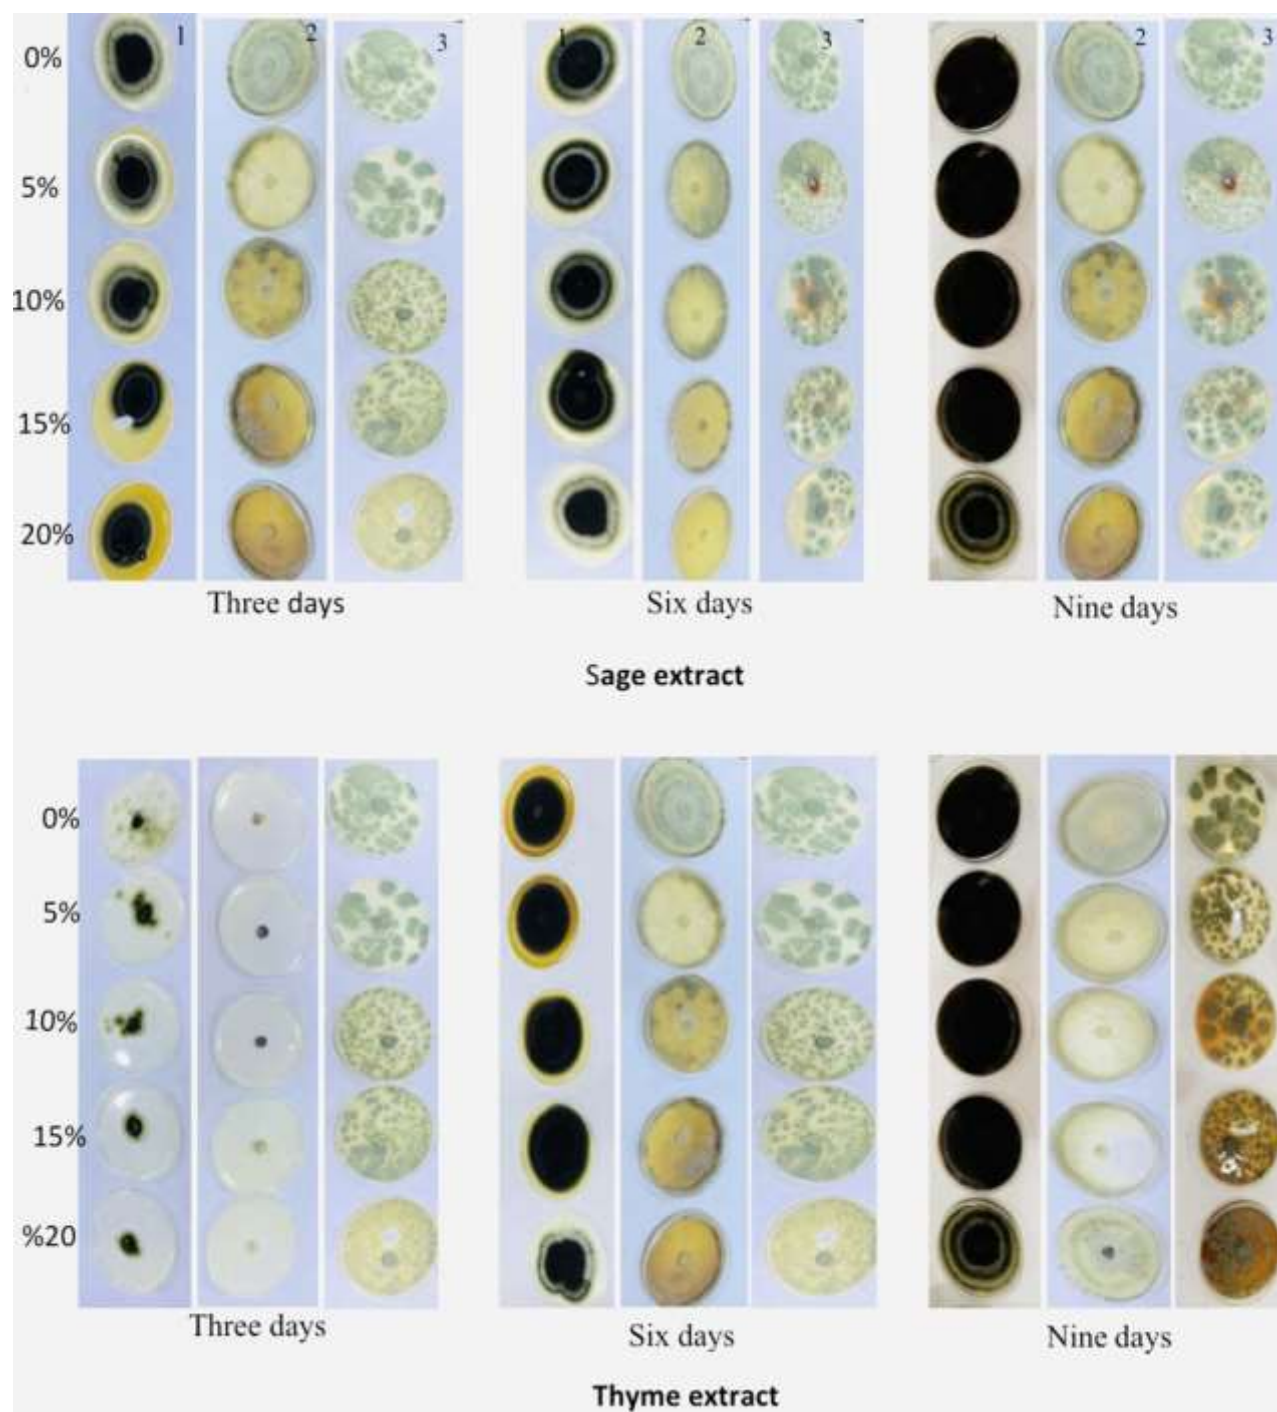 1 2 3 1 2 3 2 3
0%
5%
10%
15%
20%
Three days Six days Nine days
Sage extract
0%
5%
10%
15%
%20
Three days Six days Nine days
Thyme extract